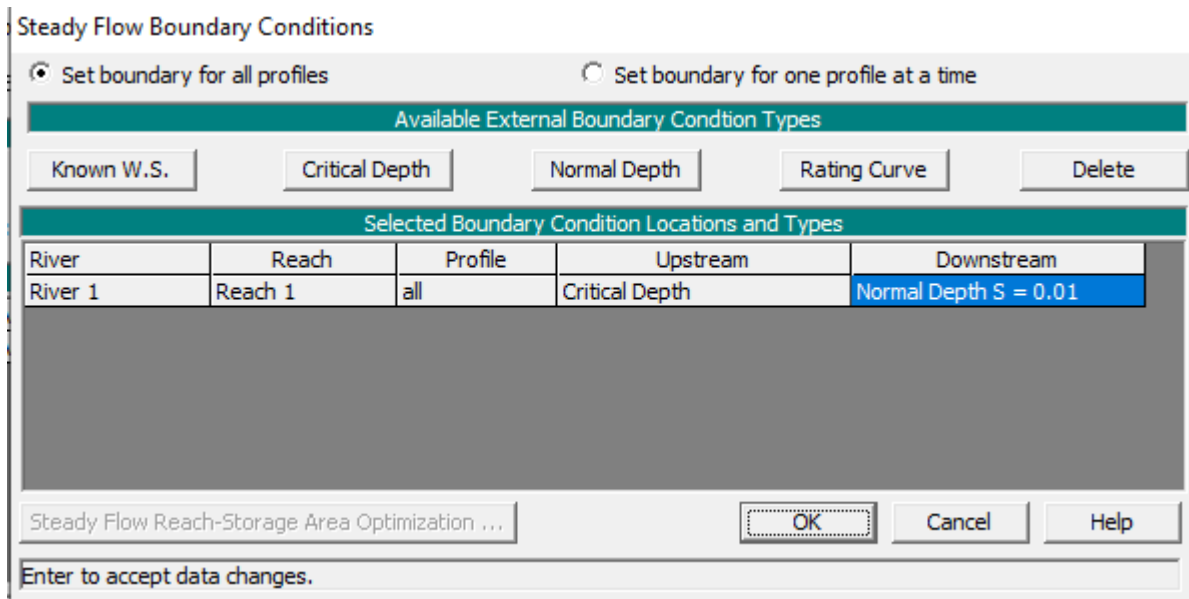 Steady Flow Boundary Conditions
Set boundary for all profiles Set boundary for one profile at a time
Available External Boundary Condtion Types
Known W.S. Critical Depth Normal Depth Rating Curve Delete
Selected Boundary Condition Locations and Types
River Reach Profile Upstream Downstream
River 1 Reach 1 all Critical Depth Normal Depth S = 0.01
Steady Flow Reach-Storage Area Optimization ... OK Cancel Help
Enter to accept data changes.